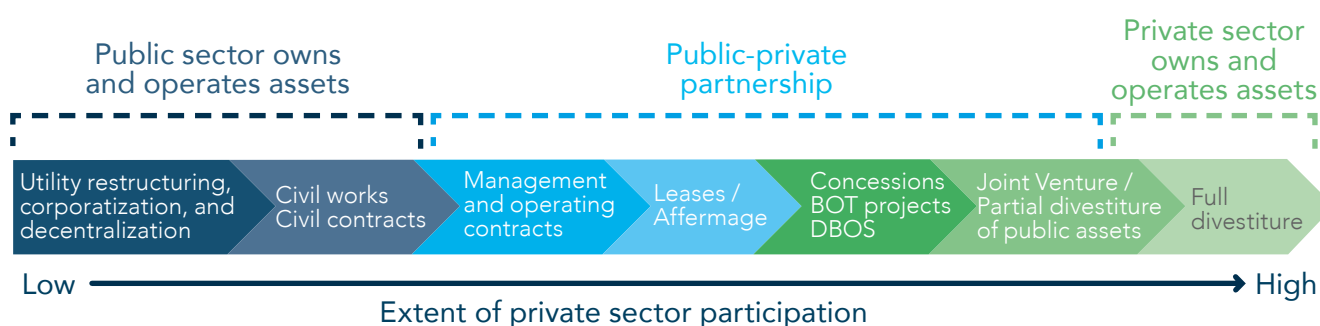 Public sector owns
and operates assets
Public-private
partnership
Private sector
owns and
operates assets
Utility restructuring,
corporatization, and
decentralization
Civil works
Civil contracts
Management
and operating
contracts
Leases /
Affermage
Concessions
BOT projects
DBOS
Joint Venture /
Partial divestiture
of public assets
Full
divestiture
Low
High
Extent of private sector participation